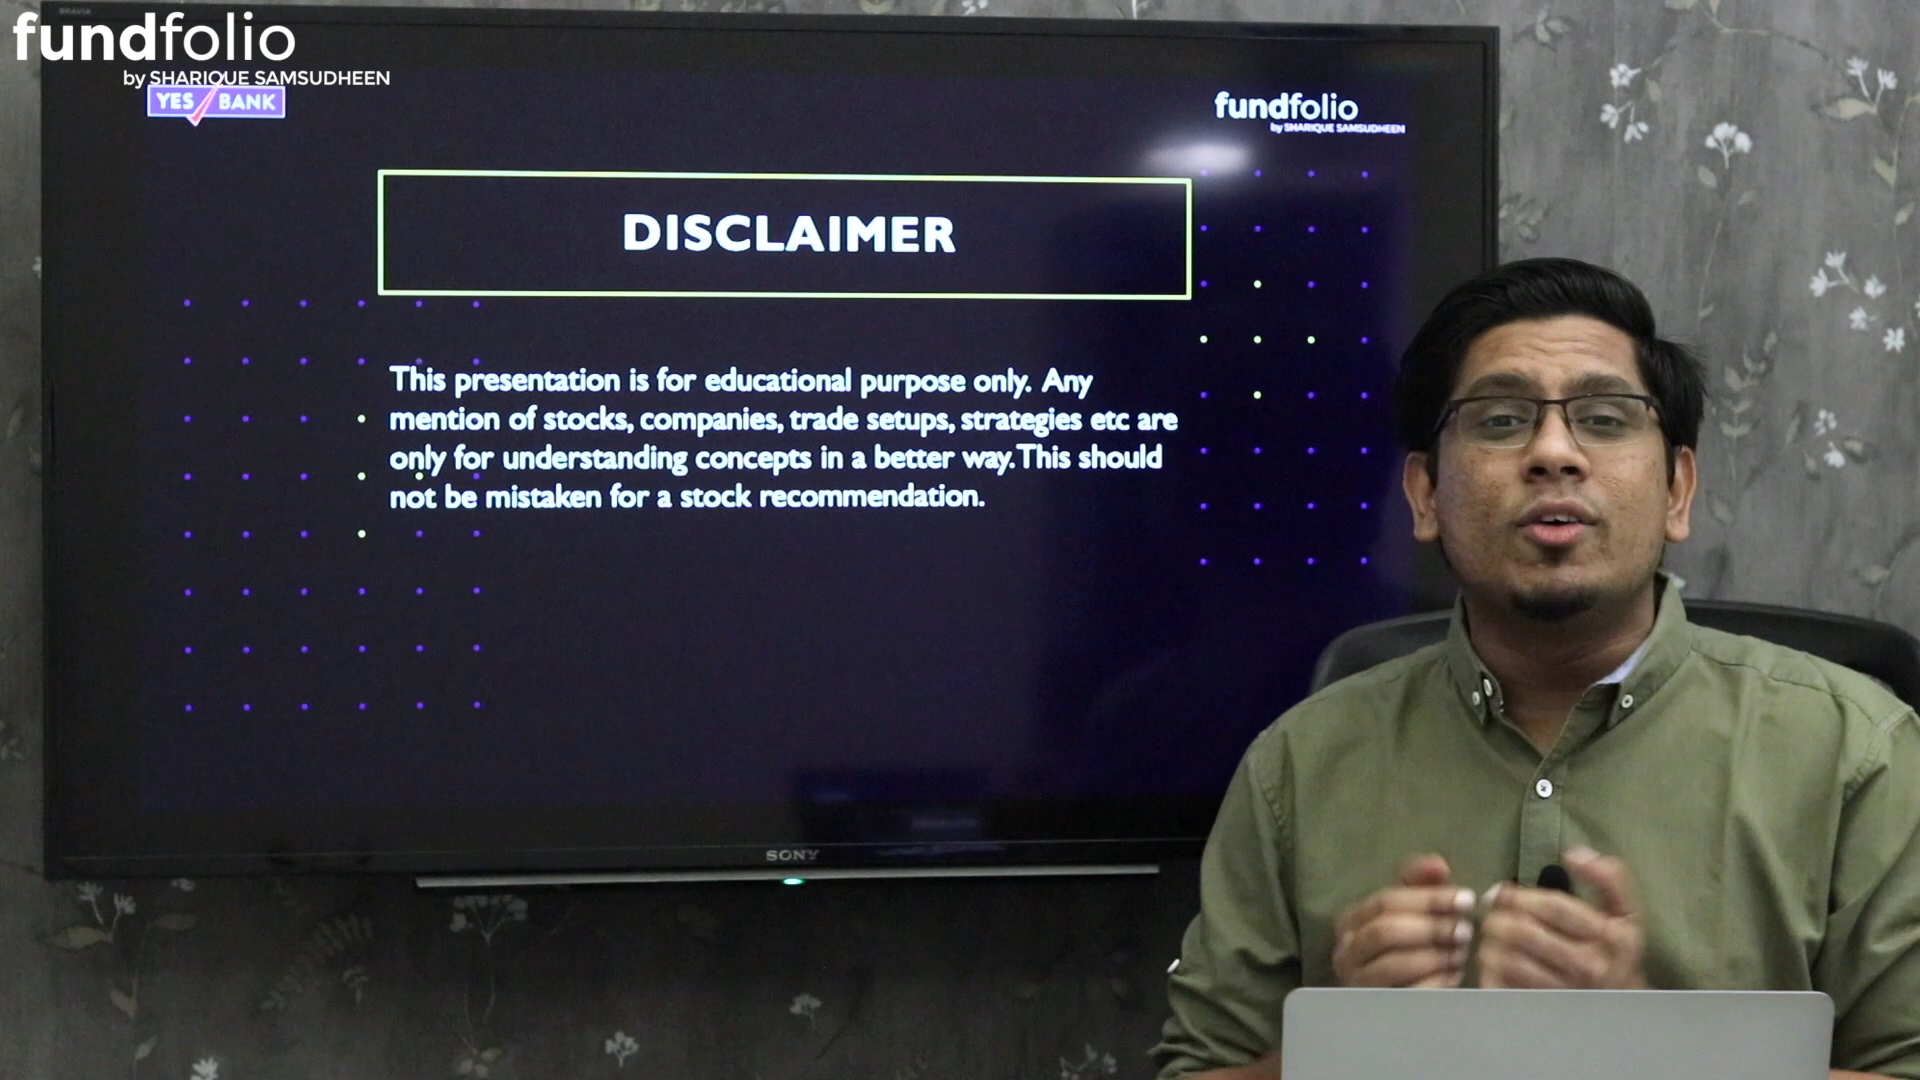 BRAVIA
fundfolio
by SHARIQUE SAMSUDHEEN
YES BANK
fundfolio
by SHARIQUE SAMSUDHEEN
DISCLAIMER
This presentation is for educational purpose only. Any
mention of stocks, companies, trade setups, strategies etc are
only for understanding concepts in a better way.This should
not be mistaken for a stock recommendation.
SONY